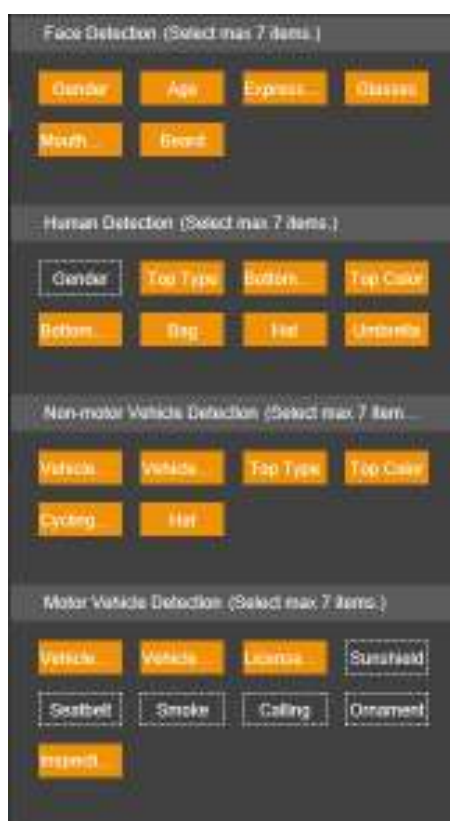 Face Detection (Select max 7 items.)
Gender Age Express... Glasses
Mouth ... Beard
Human Detection (Select max 7 items.)
Gender Top Type Bottom... Top Color
Bottom... Bag Hat Umbrella
Non-motor Vehicle Detection (Select max 7 item...
Vehicle... Vehicle... Top Type Top Color
Cycling... Hat
Motor Vehicle Detection (Select max 7 items.)
Vehicle... Vehicle... License... Sunshield
Seatbelt Smoke Calling Ornament
Inspecti...